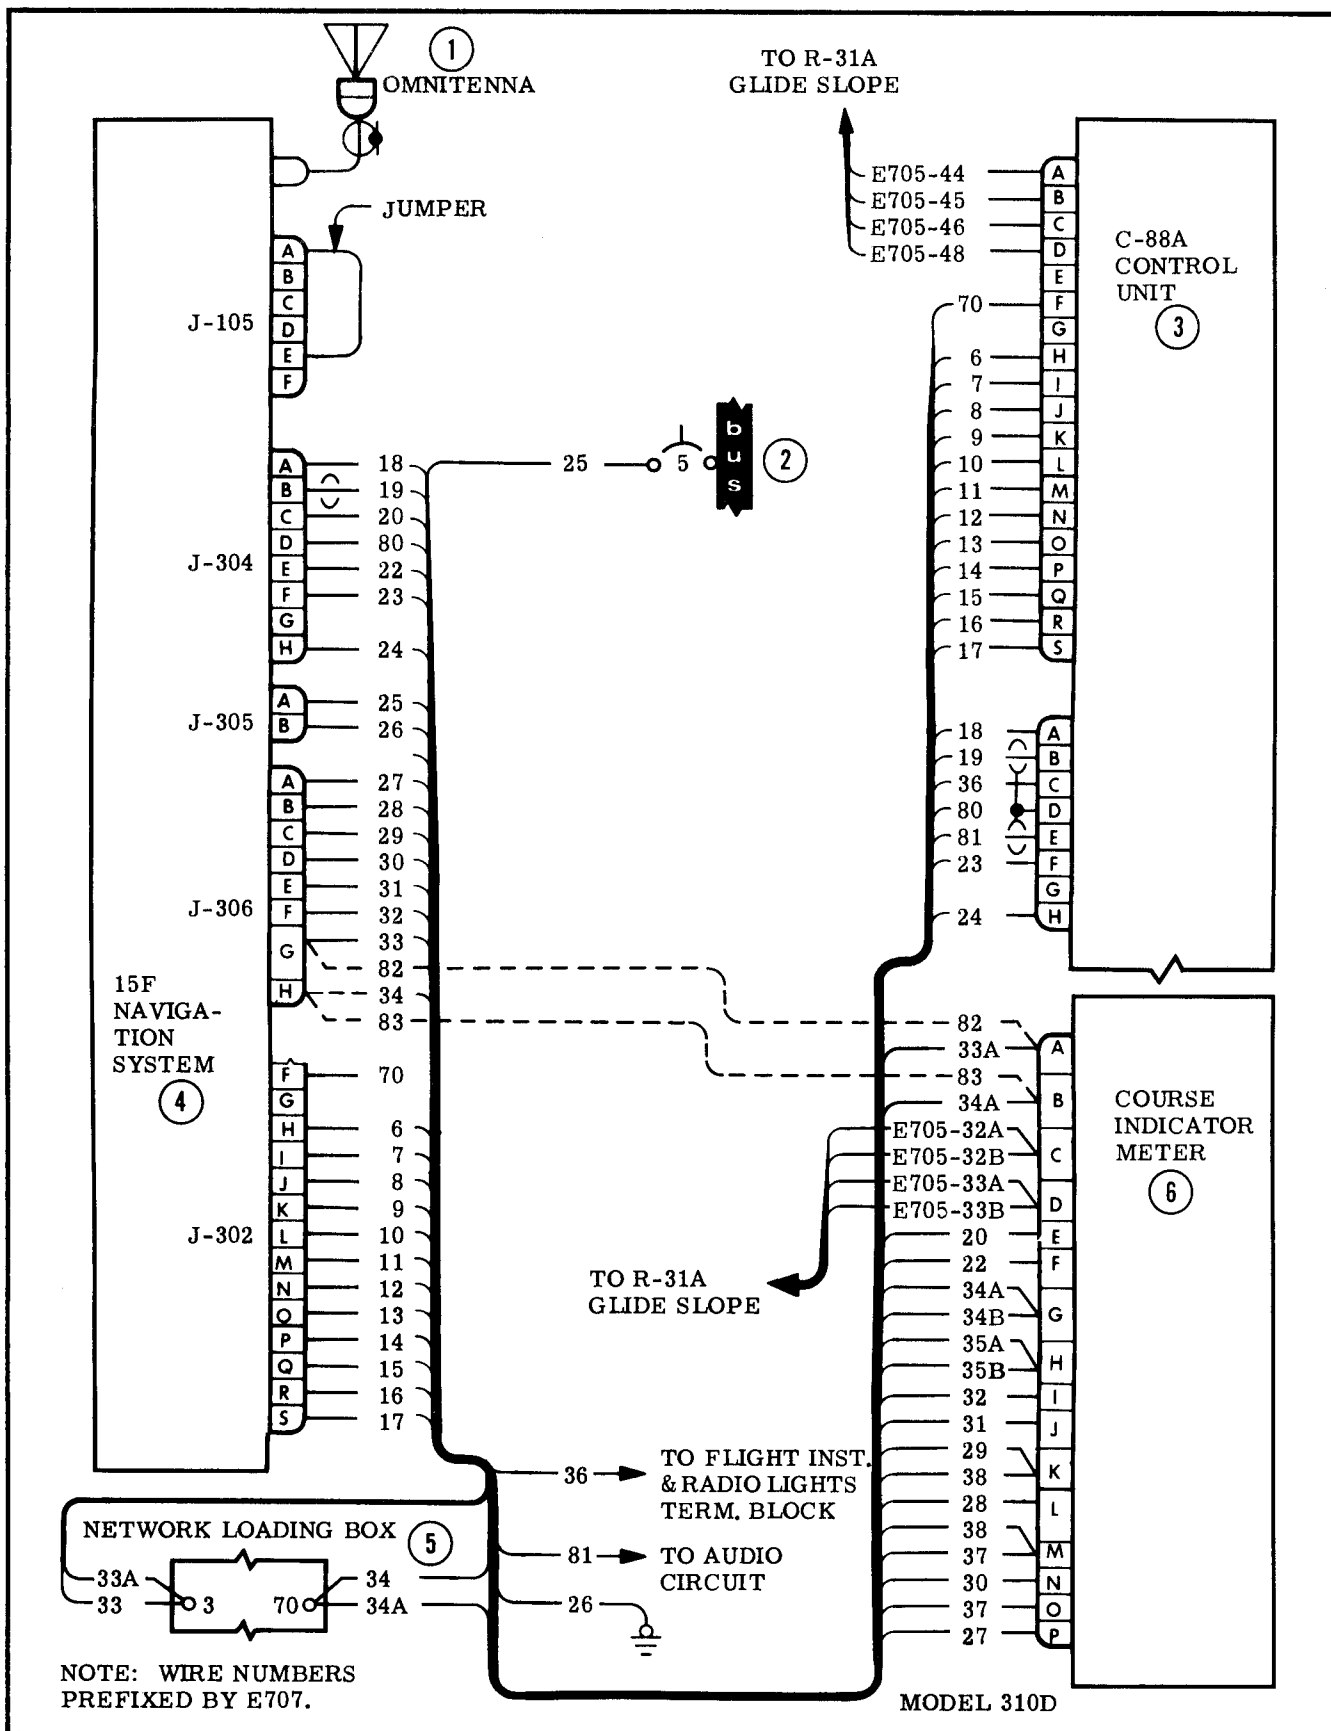 1
OMNITENNA
TO R-31A
GLIDE SLOPE
JUMPER
J-105
A
B
C
D
E
F
J-304
A 18
B 19
C 20
D 80
E 22
F 23
G
H 24
25 5
bus
2
J-305
A 25
B 26
J-306
A 27
B 28
C 29
D 30
E 31
F 32
G 33
82
H 34
83
15F
NAVIGA-
TION
SYSTEM
4
J-302
F 70
G
H 6
I 7
J 8
K 9
L 10
M 11
N 12
O 13
P 14
Q 15
R 16
S 17
C-88A
CONTROL
UNIT
3
E705-44 A
E705-45 B
E705-46 C
E705-48 D
E
70 F
G
6 H
7 I
8 J
9 K
10 L
11 M
12 N
13 O
14 P
15 Q
16 R
17 S
18 A
19 B
36 C
80 D
81 E
23 F
G
24 H
COURSE
INDICATOR
METER
6
82
33A A
83
34A B
E705-32A
E705-32B C
E705-33A
E705-33B D
20 E
22 F
34A
34B G
35A
35B H
32 I
31 J
29
38 K
28 L
38
37 M
30 N
37 O
27 P
TO R-31A
GLIDE SLOPE
36 TO FLIGHT INST.
& RADIO LIGHTS
TERM. BLOCK
81 TO AUDIO
CIRCUIT
26
NETWORK LOADING BOX 5
33A 34
33 3 70 34A
NOTE: WIRE NUMBERS
PREFIXED BY E707.
MODEL 310D